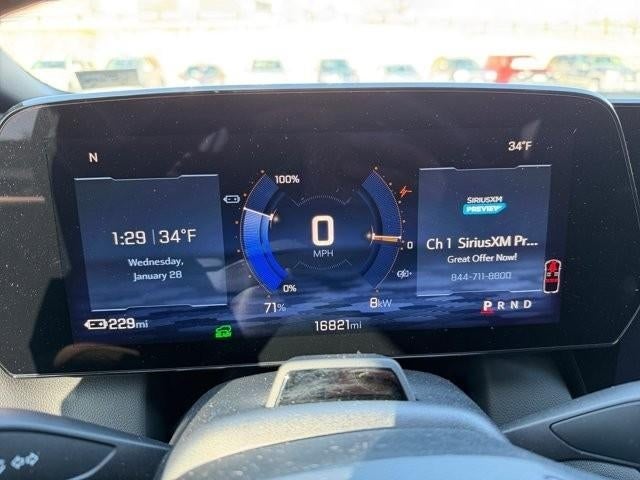 N
34°F
1:29 | 34°F
Wednesday,
January 28
100%
0
MPH
0%
0
SIRIUSXM
PREVIEW
Ch 1 SiriusXM Pr...
Great Offer Now!
844-711-8800
71%
8kW
P R N D
229mi
16821mi